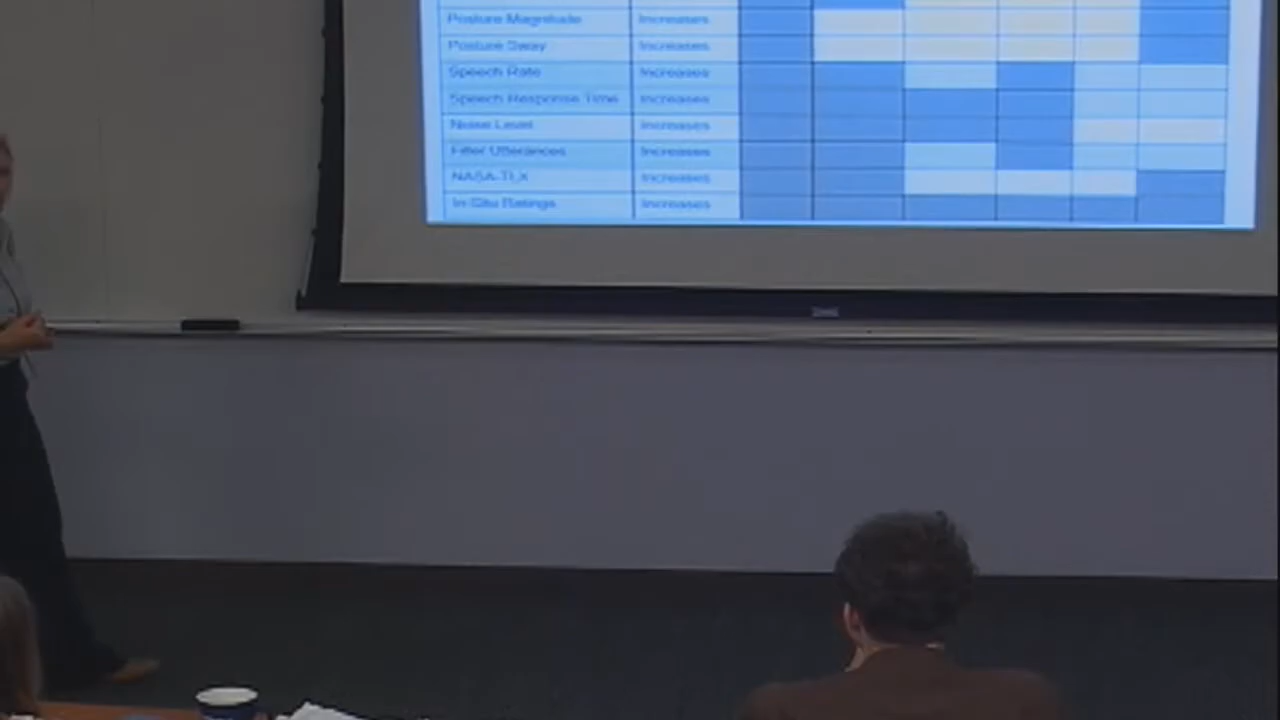 Posture Magnitude Increases
Posture Sway Increases
Speech Rate Increases
Speech Response Time Increases
Noise Level Increases
Filler Utterances Increases
NASA-TLX Increases
In-Situ Ratings Increases